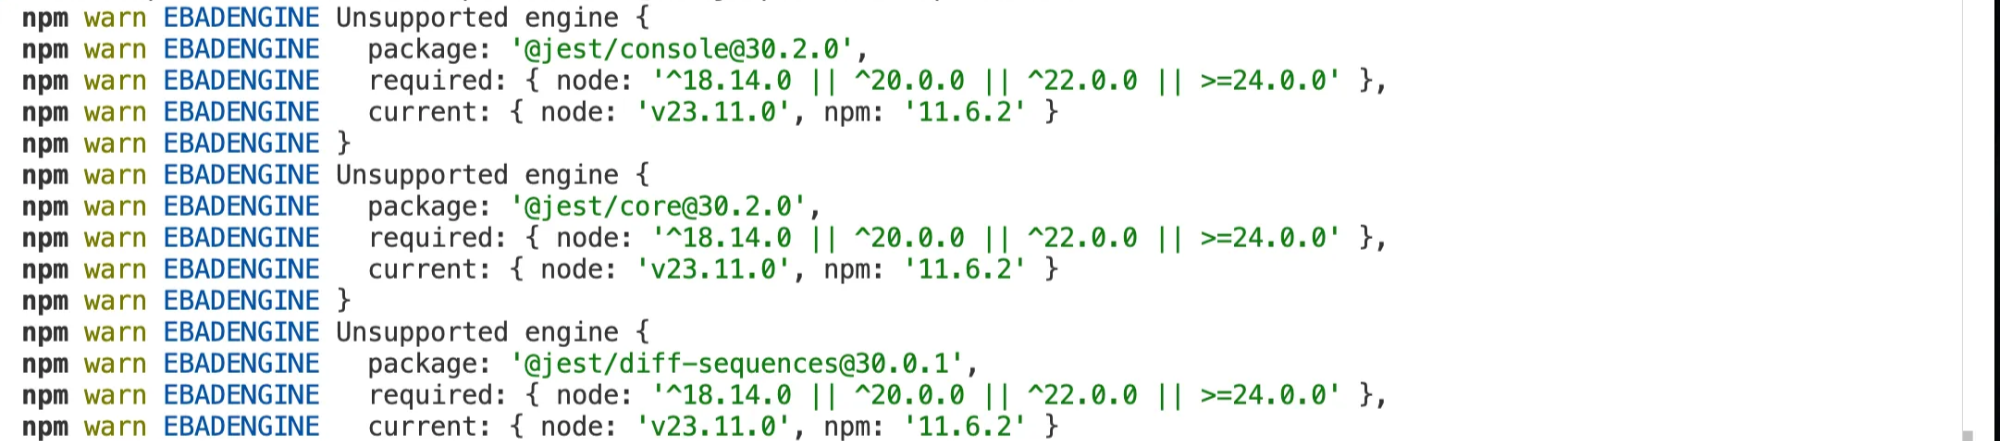 npm warn EBADENGINE Unsupported engine {
npm warn EBADENGINE   package: '@jest/console@30.2.0',
npm warn EBADENGINE   required: { node: '^18.14.0 || ^20.0.0 || ^22.0.0 || >=24.0.0' },
npm warn EBADENGINE   current: { node: 'v23.11.0', npm: '11.6.2' }
npm warn EBADENGINE }
npm warn EBADENGINE Unsupported engine {
npm warn EBADENGINE   package: '@jest/core@30.2.0',
npm warn EBADENGINE   required: { node: '^18.14.0 || ^20.0.0 || ^22.0.0 || >=24.0.0' },
npm warn EBADENGINE   current: { node: 'v23.11.0', npm: '11.6.2' }
npm warn EBADENGINE }
npm warn EBADENGINE Unsupported engine {
npm warn EBADENGINE   package: '@jest/diff-sequences@30.0.1',
npm warn EBADENGINE   required: { node: '^18.14.0 || ^20.0.0 || ^22.0.0 || >=24.0.0' },
npm warn EBADENGINE   current: { node: 'v23.11.0', npm: '11.6.2' }